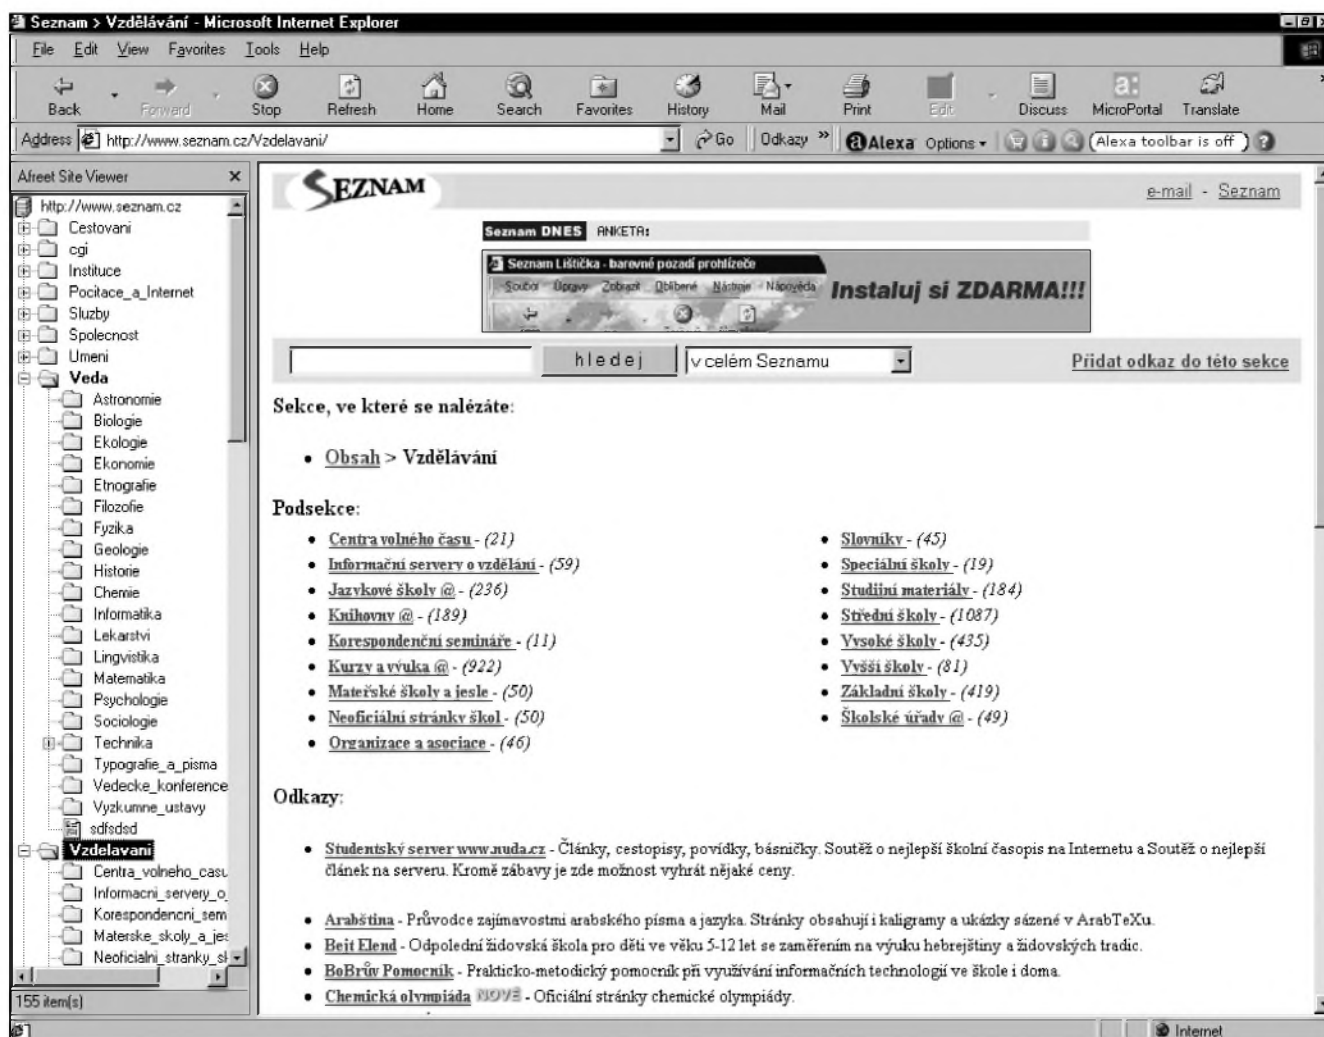 Seznam > Vzdělávání - Microsoft Internet Explorer
File Edit View Favorites Tools Help
Back Forward Stop Refresh Home Search Favorites History Mail Print Edit Discuss MicroPortal Translate
Address http://www.seznam.cz/Vzdelavani/ Go Odkazy » Alexa Options Alexa toolbar is off ?
Afreet Site Viewer x
http://www.seznam.cz
Cestovani
cgi
Instituce
Pocitace_a_Internet
Sluzby
Spolecnost
Umeni
Veda
Astronomie
Biologie
Ekologie
Ekonomie
Etnografie
Filozofie
Fyzika
Geologie
Historie
Chemie
Informatika
Lekarstvi
Lingvistika
Matematika
Psychologie
Sociologie
Technika
Typografie_a_pisma
Vedecke_konference
Vyzkumne_ustavy
sdfsdsd
Vzdelavani
Centra_volneho_casu
Informacni_servery_o_
Korespondencni_sem
Materske_skoly_a_jes
Neoficialni_stranky_sk
155 item(s)
SEZNAM
e-mail - Seznam
Seznam DNES ANKETA:
Seznam Lištička - barevné pozadí prohlížeče
Soubor Úpravy Zobrazit Oblíbené Nástroje Nápověda
Instaluj si ZDARMA!!!
hledej v celém Seznamu Přidat odkaz do této sekce
Sekce, ve které se nalézáte:
• Obsah > Vzdělávání
Podsekce:
• Centra volného času - (21)
• Informační servery o vzdělání - (59)
• Jazykové školy @ - (236)
• Knihovny @ - (189)
• Korespondenční semináře - (11)
• Kurzy a výuka @ - (922)
• Mateřské školy a jesle - (50)
• Neoficiální stránky škol - (50)
• Organizace a asociace - (46)
• Slovníky - (45)
• Speciální školy - (19)
• Studijní materiály - (184)
• Střední školy - (1087)
• Vysoké školy - (435)
• Vyšší školy - (81)
• Základní školy - (419)
• Školské úřady @ - (49)
Odkazy:
• Studentský server www.nuda.cz - Články, cestopisy, povídky, básničky. Soutěž o nejlepší školní časopis na Internetu a Soutěž o nejlepší
článek na serveru. Kromě zábavy je zde možnost vyhrát nějaké ceny.
• Arabština - Průvodce zajímavostmi arabského písma a jazyka. Stránky obsahují i kaligramy a ukázky sázené v ArabTeXu.
• Bejt Elend - Odpolední židovská škola pro děti ve věku 5-12 let se zaměřením na výuku hebrejštiny a židovských tradic.
• BoBrův Pomocník - Prakticko-metodický pomocník při využívání informačních technologií ve škole i doma.
• Chemická olympiáda NOVÉ - Oficiální stránky chemické olympiády.
Internet